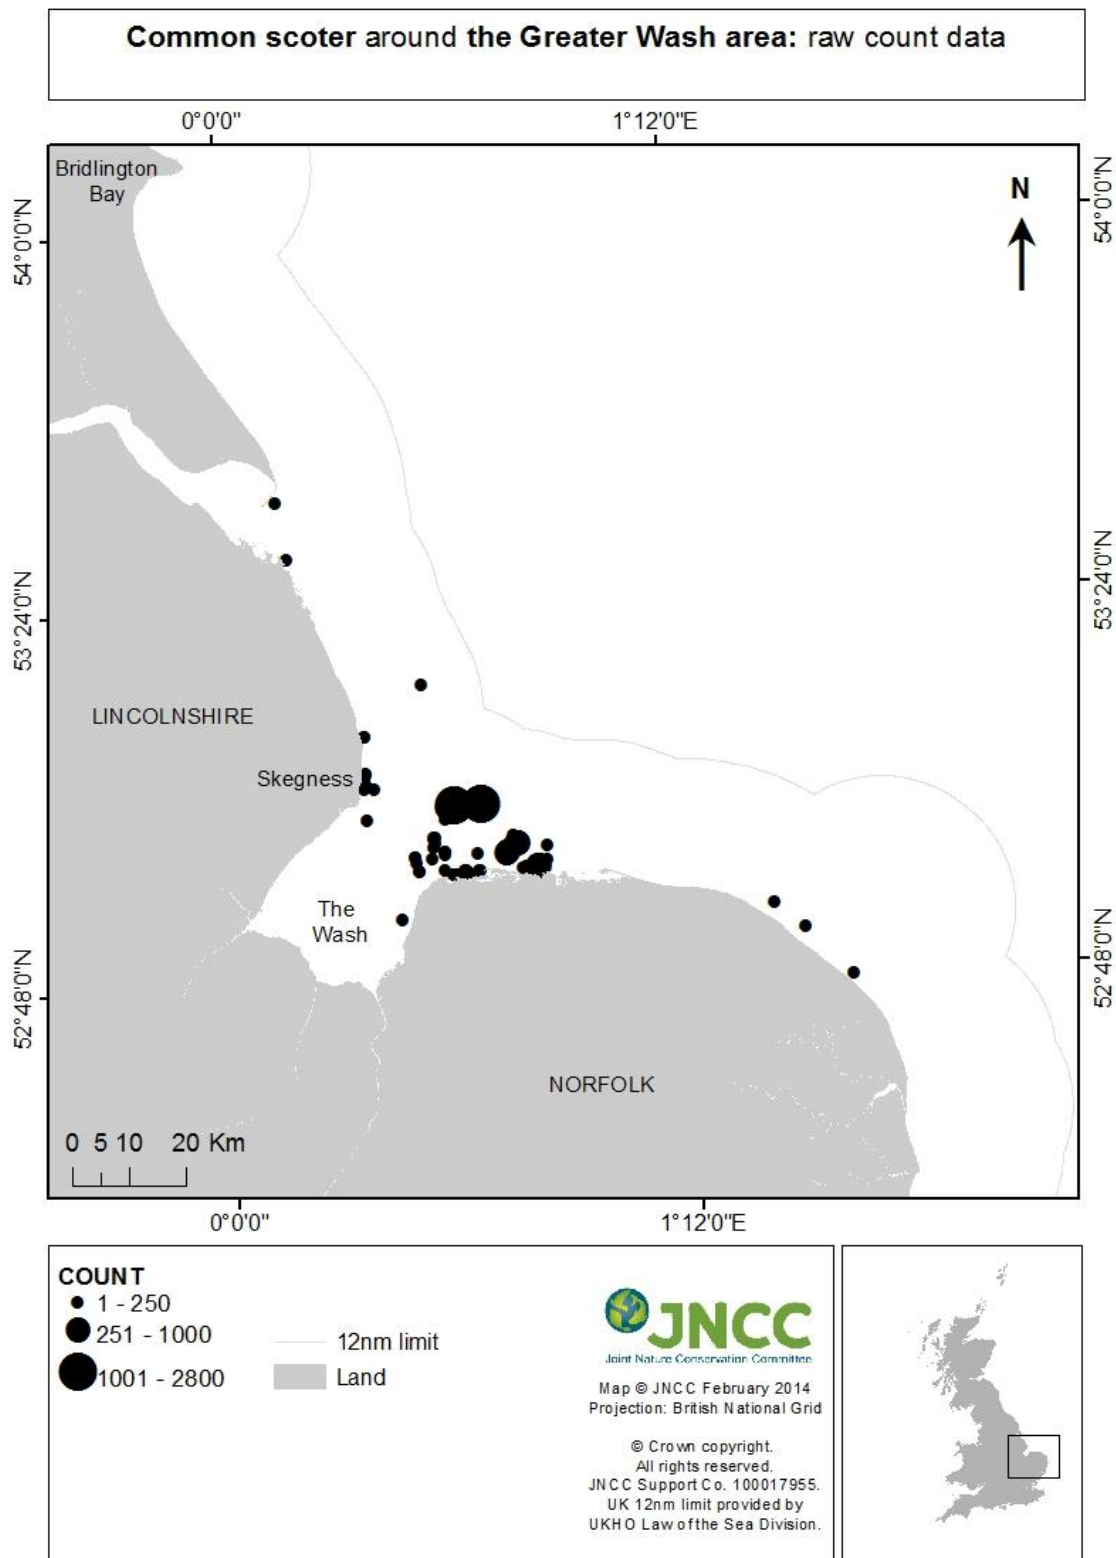 Common scoter around the Greater Wash area: raw count data
0°0'0"
1°12'0"E
Bridlington
Bay
N
54°0'0"N
54°0'0"N
53°24'0"N
53°24'0"N
LINCOLNSHIRE
Skegness
The
Wash
52°48'0"N
52°48'0"N
NORFOLK
0 5 10 20 Km
0°0'0"
1°12'0"E
COUNT
1 - 250
251 - 1000
1001 - 2800
12nm limit
Land
JNCC
Joint Nature Conservation Committee
Map © JNCC February 2014
Projection: British National Grid
© Crown copyright.
All rights reserved.
JNCC Support Co. 100017955.
UK 12nm limit provided by
UKHO Law of the Sea Division.